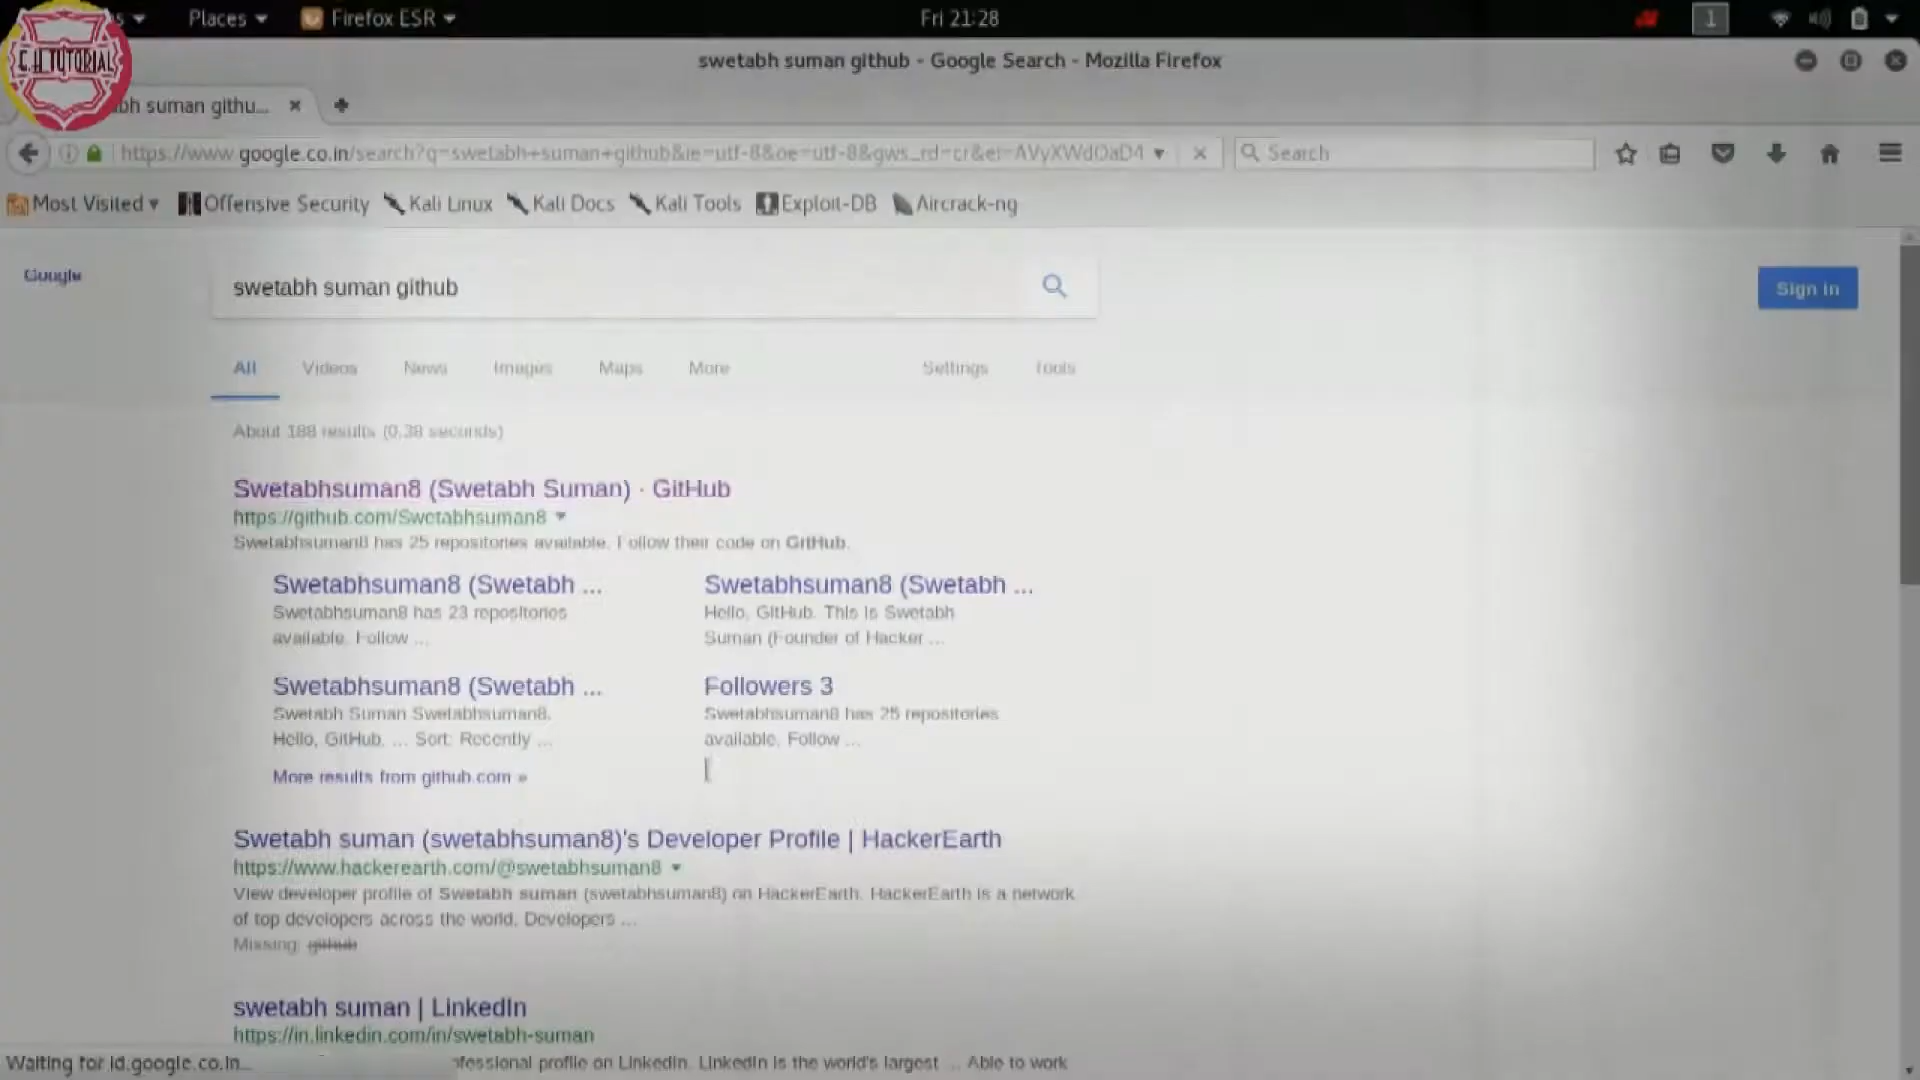 Places
Firefox ESR
Fri 21:28
1
swetabh suman github - Google Search - Mozilla Firefox
C.H TUTORIAL
bh suman githu...
https://www.google.co.in/search?q=swetabh+suman+github&ie=utf-8&oe=utf-8&gws_rd=cr&ei=AVyXWdOaD4
Search
Most Visited
Offensive Security
Kali Linux
Kali Docs
Kali Tools
Exploit-DB
Aircrack-ng
Google
swetabh suman github
Sign in
All
Videos
News
Images
Maps
More
Settings
Tools
About 188 results (0.38 seconds)
Swetabhsuman8 (Swetabh Suman) · GitHub
https://github.com/Swetabhsuman8
Swetabhsuman8 has 25 repositories available. Follow their code on GitHub.
Swetabhsuman8 (Swetabh ...
Swetabhsuman8 has 23 repositories
available. Follow ...
Swetabhsuman8 (Swetabh ...
Hello, GitHub. This is Swetabh
Suman (Founder of Hacker ...
Swetabhsuman8 (Swetabh ...
Swetabh Suman Swetabhsuman8.
Hello, GitHub. ... Sort: Recently ...
Followers 3
Swetabhsuman8 has 25 repositories
available. Follow ...
More results from github.com »
Swetabh suman (swetabhsuman8)'s Developer Profile | HackerEarth
https://www.hackerearth.com/@swetabhsuman8
View developer profile of Swetabh suman (swetabhsuman8) on HackerEarth. HackerEarth is a network
of top developers across the world. Developers ...
Missing: github
swetabh suman | LinkedIn
https://in.linkedin.com/in/swetabh-suman
ofessional profile on LinkedIn. LinkedIn is the world's largest ... Able to work
Waiting for id.google.co.in...